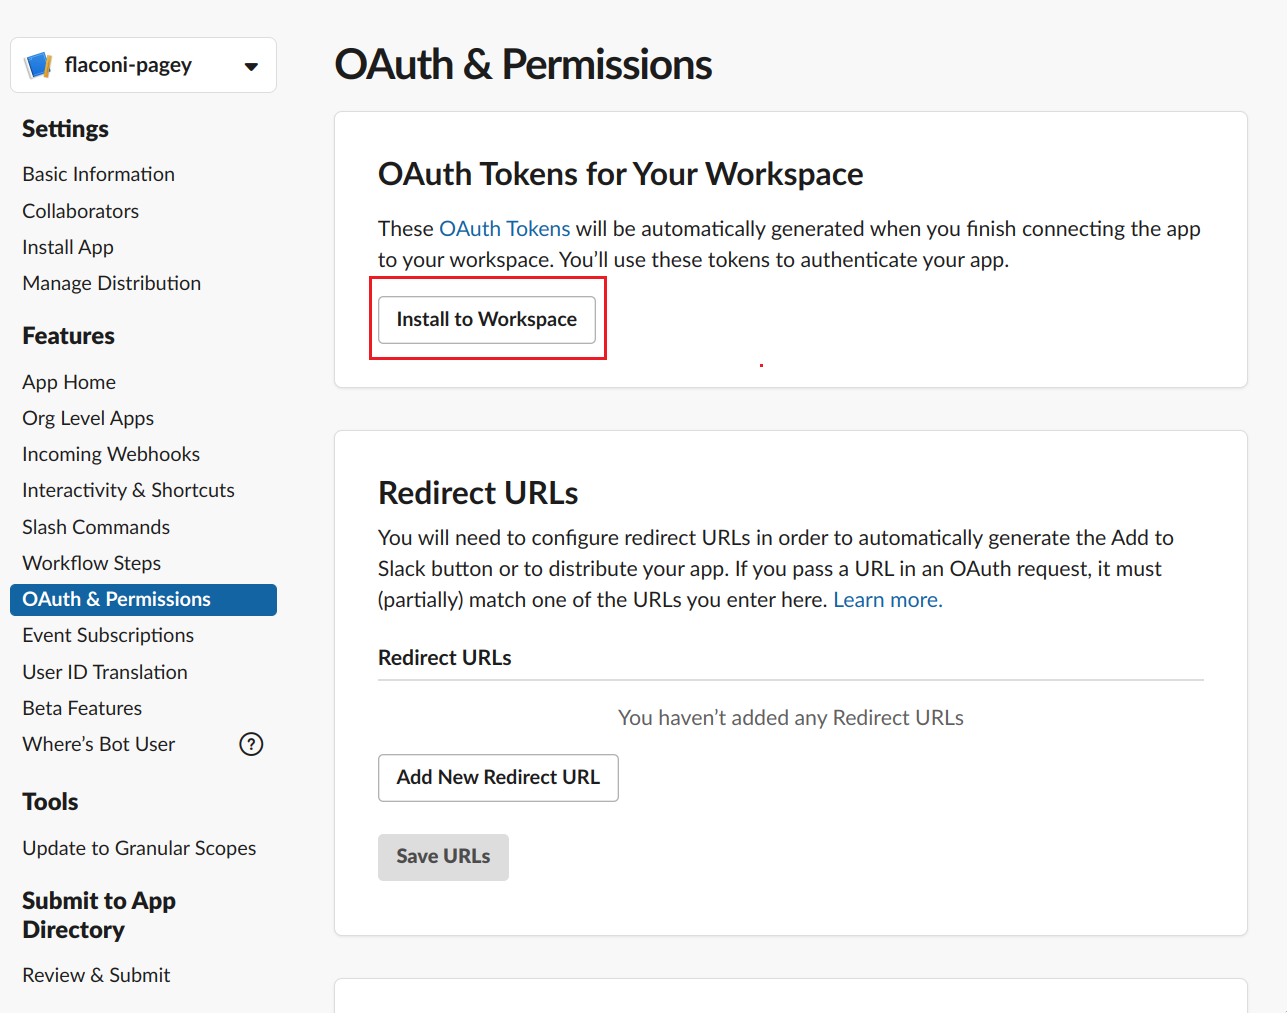 flaconi-pagey
Settings
Basic Information
Collaborators
Install App
Manage Distribution
Features
App Home
Org Level Apps
Incoming Webhooks
Interactivity & Shortcuts
Slash Commands
Workflow Steps
OAuth & Permissions
Event Subscriptions
User ID Translation
Beta Features
Where’s Bot User
?
Tools
Update to Granular Scopes
Submit to App
Directory
Review & Submit
OAuth & Permissions
OAuth Tokens for Your Workspace
These OAuth Tokens will be automatically generated when you finish connecting the app
to your workspace. You’ll use these tokens to authenticate your app.
Install to Workspace
Redirect URLs
You will need to configure redirect URLs in order to automatically generate the Add to
Slack button or to distribute your app. If you pass a URL in an OAuth request, it must
(partially) match one of the URLs you enter here. Learn more.
Redirect URLs
You haven’t added any Redirect URLs
Add New Redirect URL
Save URLs